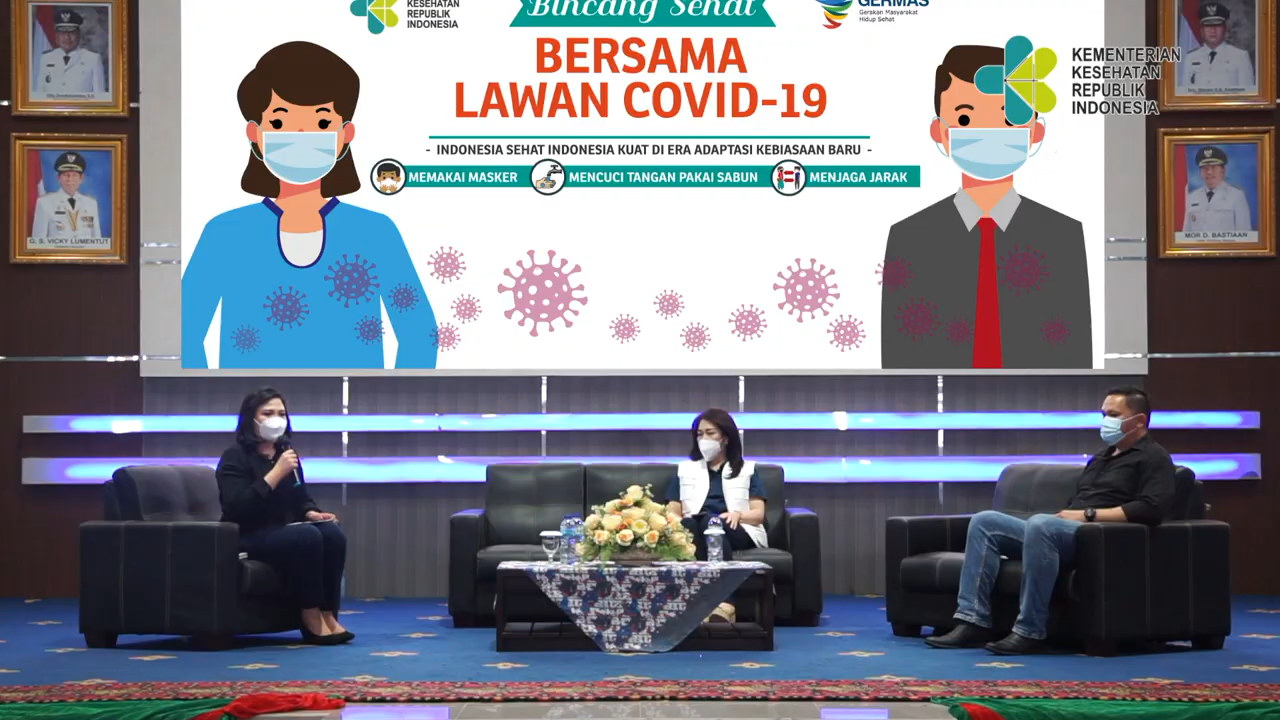 KESEHATAN
REPUBLIK
INDONESIA
Bincang Sehat
GERMAS
Gerakan Masyarakat
Hidup Sehat
BERSAMA
LAWAN COVID-19
- INDONESIA SEHAT INDONESIA KUAT DI ERA ADAPTASI KEBIASAAN BARU -
MEMAKAI MASKER
MENCUCI TANGAN PAKAI SABUN
MENJAGA JARAK
KEMENTERIAN
KESEHATAN
REPUBLIK
INDONESIA
G. S. VICKY LUMENTUT
MOR D. BASTIAAN